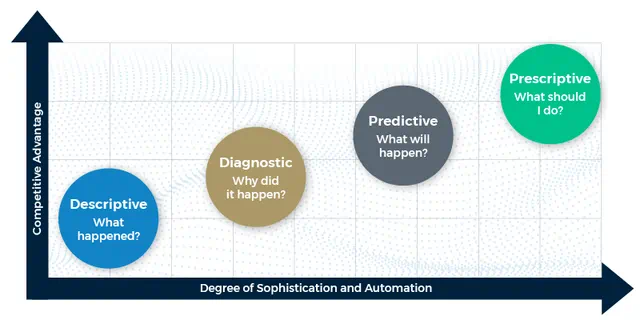 Competitive Advantage
Prescriptive
What should
I do?
Predictive
What will
happen?
Diagnostic
Why did
it happen?
Descriptive
What
happened?
Degree of Sophistication and Automation